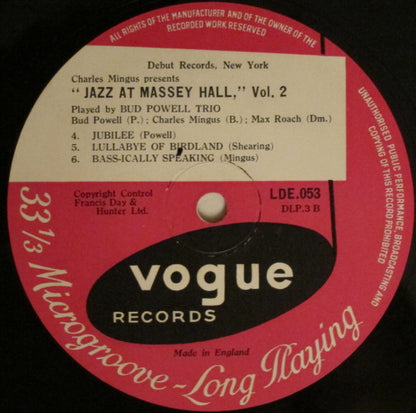 ALL RIGHTS OF THE MANUFACTURER AND OF THE OWNER OF THE
RECORDED WORK RESERVED
Debut Records, New York
Charles Mingus presents
"JAZZ AT MASSEY HALL," Vol. 2
Played by BUD POWELL TRIO
Bud Powell (P.) ; Charles Mingus (B.) ; Max Roach (Dm.)
4. JUBILEE (Powell)
5. LULLABYE OF BIRDLAND (Shearing)
6. BASS-ICALLY SPEAKING (Mingus)
UNAUTHORISED PUBLIC PERFORMANCE, BROADCASTING AND
COPYING OF THIS RECORD PROHIBITED
Copyright Control
Francis Day &
Hunter Ltd.
LDE.053
DLP.3 B
vogue
RECORDS
Made in England
33 1/3 Microgroove - Long Playing